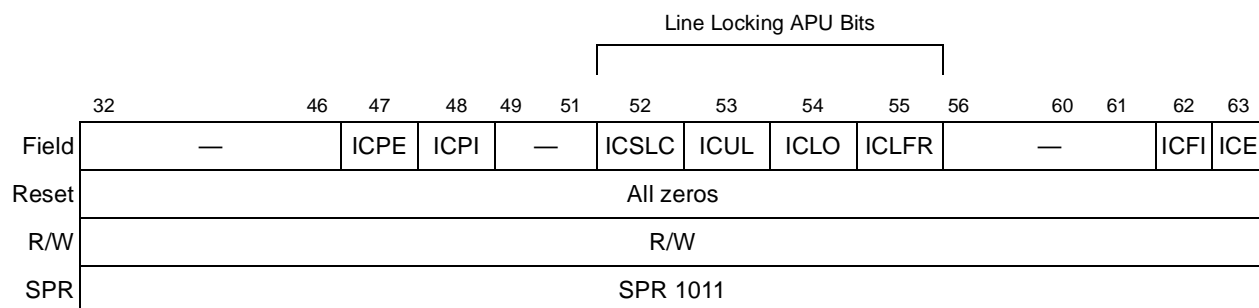 Line Locking APU Bits
32 46 47 48 49 51 52 53 54 55 56 60 61 62 63
Field — ICPE ICPI — ICSLC ICUL ICLO ICLFR — ICFI ICE
Reset All zeros
R/W R/W
SPR SPR 1011